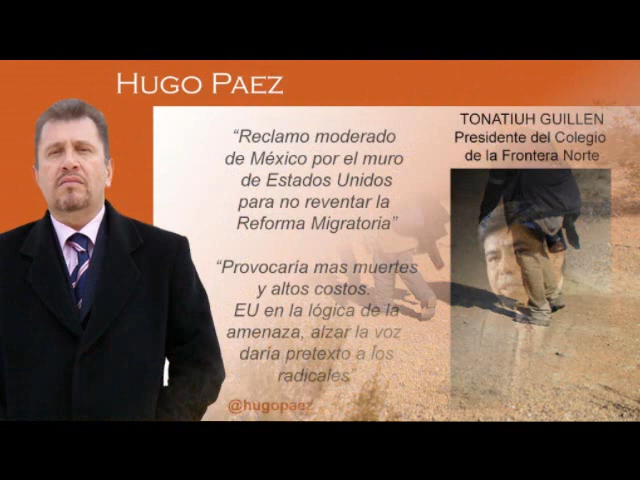 HUGO PAEZ
“Reclamo moderado
de México por el muro
de Estados Unidos
para no reventar la
Reforma Migratoria”
“Provocaría mas muertes
y altos costos.
EU en la lógica de la
amenaza, alzar la voz
daría pretexto a los
radicales”
@hugopaez
TONATIUH GUILLEN
Presidente del Colegio
de la Frontera Norte